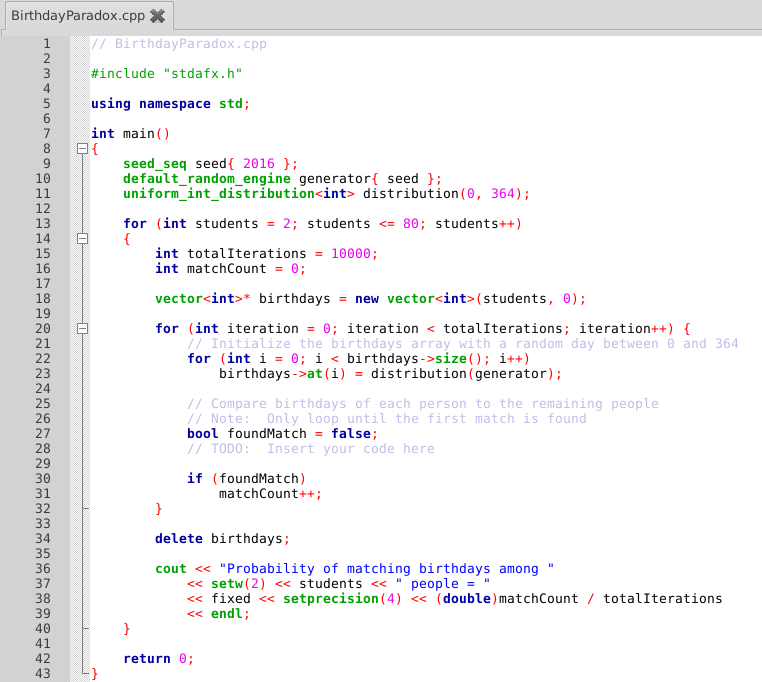 BirthdayParadox.cpp
1 // BirthdayParadox.cpp
2
3 #include "stdafx.h"
4
5 using namespace std;
6
7 int main()
8 {
9     seed_seq seed{ 2016 };
10     default_random_engine generator{ seed };
11     uniform_int_distribution<int> distribution(0, 364);
12
13     for (int students = 2; students <= 80; students++)
14     {
15         int totalIterations = 10000;
16         int matchCount = 0;
17
18         vector<int>* birthdays = new vector<int>(students, 0);
19
20         for (int iteration = 0; iteration < totalIterations; iteration++) {
21             // Initialize the birthdays array with a random day between 0 and 364
22             for (int i = 0; i < birthdays->size(); i++)
23                 birthdays->at(i) = distribution(generator);
24
25             // Compare birthdays of each person to the remaining people
26             // Note:  Only loop until the first match is found
27             bool foundMatch = false;
28             // TODO:  Insert your code here
29
30             if (foundMatch)
31                 matchCount++;
32         }
33
34         delete birthdays;
35
36         cout << "Probability of matching birthdays among "
37             << setw(2) << students << " people = "
38             << fixed << setprecision(4) << (double)matchCount / totalIterations
39             << endl;
40     }
41
42     return 0;
43 }